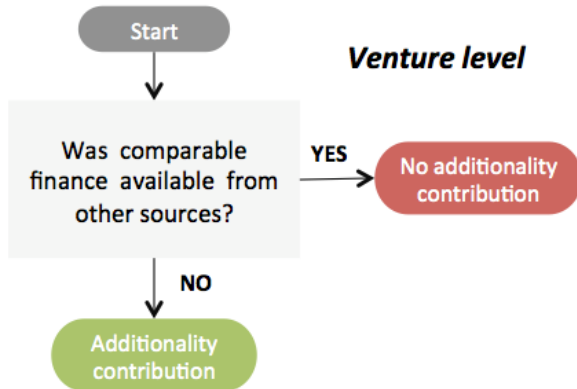 Start
Venture level
Was comparable
finance available from
other sources?
YES
No additionality
contribution
NO
Additionality
contribution